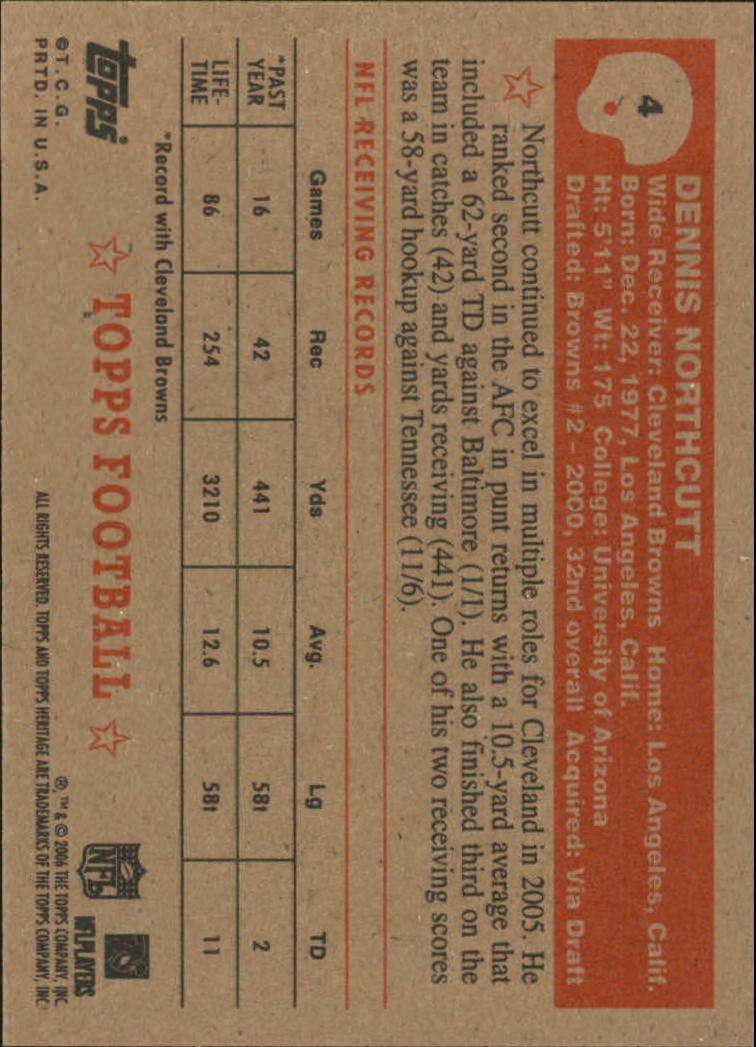 4
DENNIS NORTHCUTT
Wide Receiver: Cleveland Browns Home: Los Angeles, Calif.
Born: Dec. 22, 1977, Los Angeles, Calif.
Ht: 5'11" Wt: 175 College: University of Arizona
Drafted: Browns #2 - 2000, 32nd overall Acquired: Via Draft
Northcutt continued to excel in multiple roles for Cleveland in 2005. He
ranked second in the AFC in punt returns with a 10.5-yard average that
included a 62-yard TD against Baltimore (1/1). He also finished third on the
team in catches (42) and yards receiving (441). One of his two receiving scores
was a 58-yard hookup against Tennessee (11/6).
NFL RECEIVING RECORDS
Games Rec Yds Avg. Lg TD
*PAST YEAR 16 42 441 10.5 58t 2
LIFE-TIME 86 254 3210 12.6 58t 11
*Record with Cleveland Browns
topps
©T.C.G.
PRTD. IN U.S.A.
TOPPS FOOTBALL
NFL
NFLPLAYERS
®, ™ & © 2006 THE TOPPS COMPANY, INC.
ALL RIGHTS RESERVED. TOPPS AND TOPPS HERITAGE ARE TRADEMARKS OF THE TOPPS COMPANY, INC.